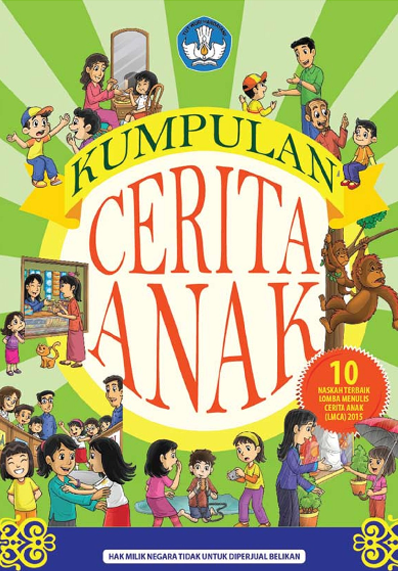 KUMPULAN
CERITA
ANAK
10
NASKAH TERBAIK
LOMBA MENULIS
CERITA ANAK
(LMCA) 2015
HAK MILIK NEGARA TIDAK UNTUK DIPERJUAL BELIKAN